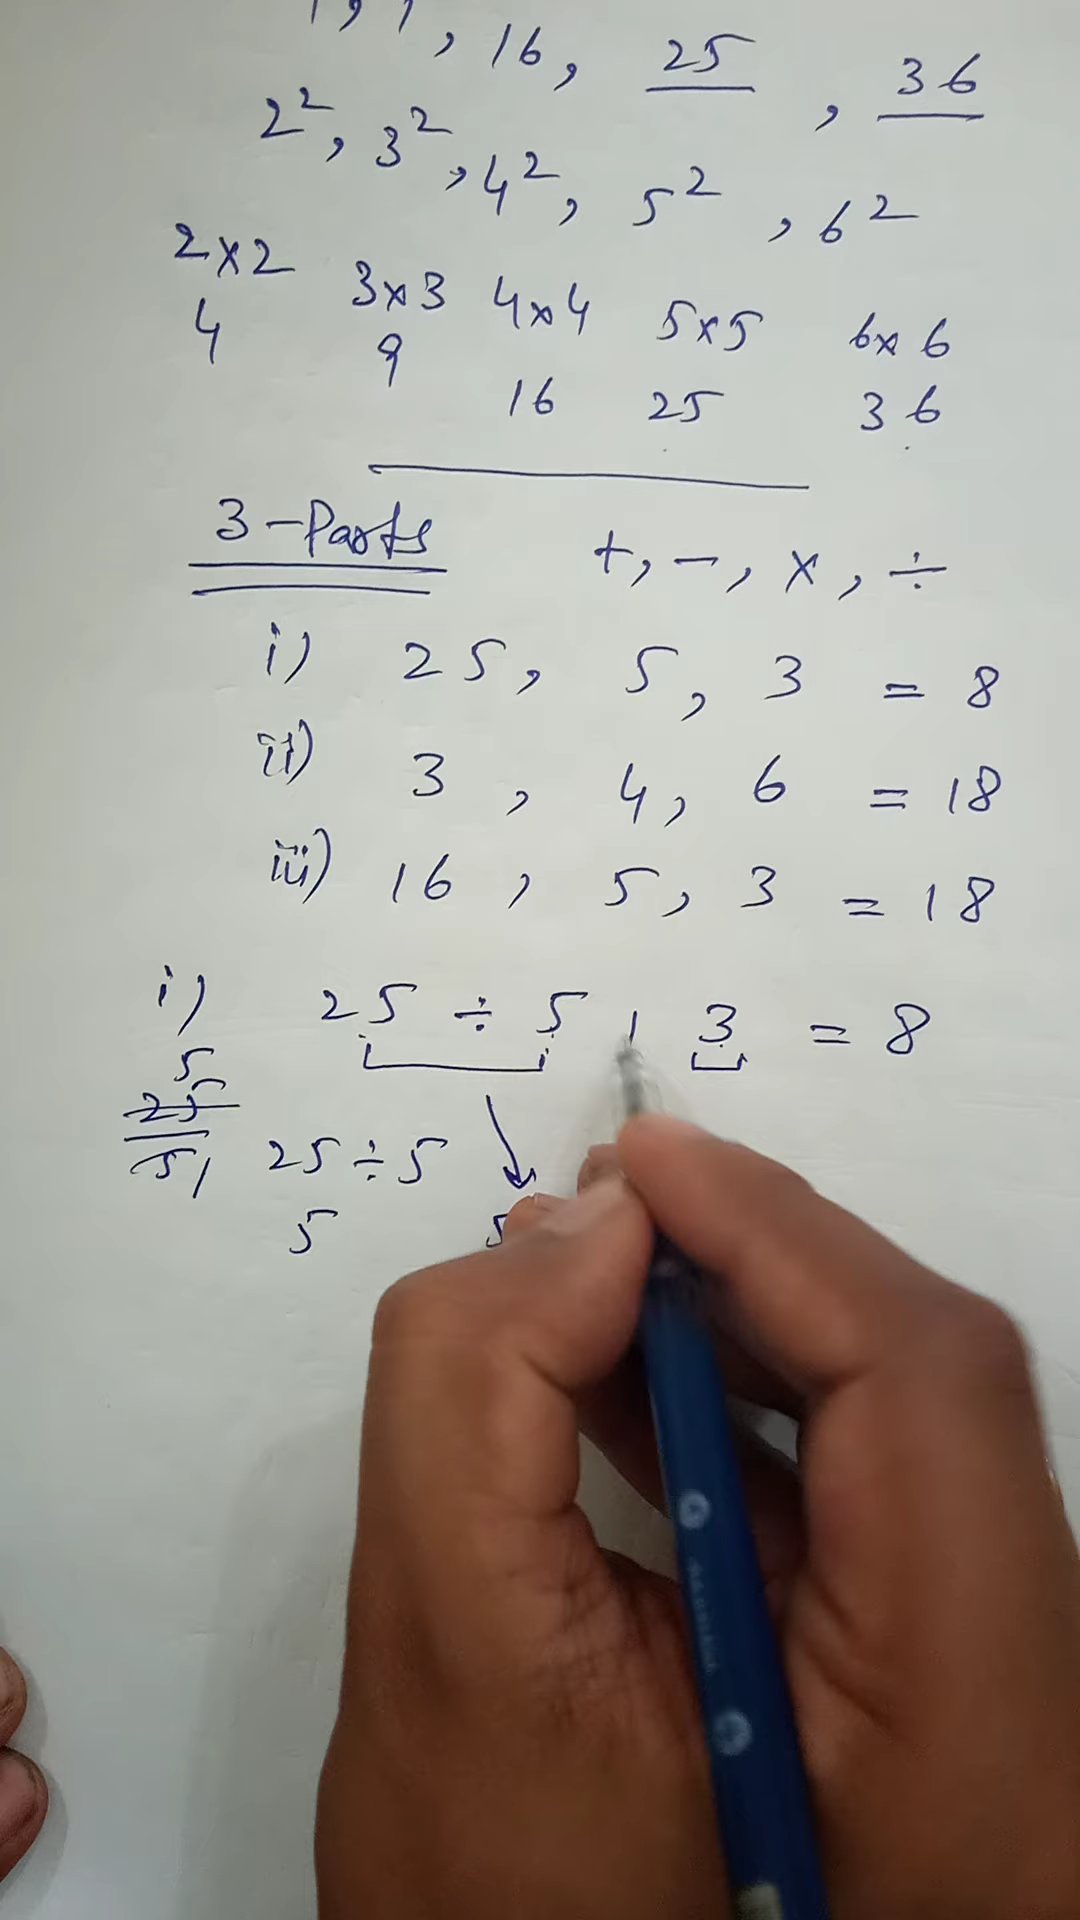 , 16, 25, 36
2², 3², 4², 5², 6²
2x2 3x3 4x4 5x5 6x6
4 9 16 25 36
3-Parts +, -, x, ÷
i) 25, 5, 3 = 8
ii) 3, 4, 6 = 18
iii) 16, 5, 3 = 18
i) 25 ÷ 5 3 = 8
5
25
5 1 25 ÷ 5
5 5